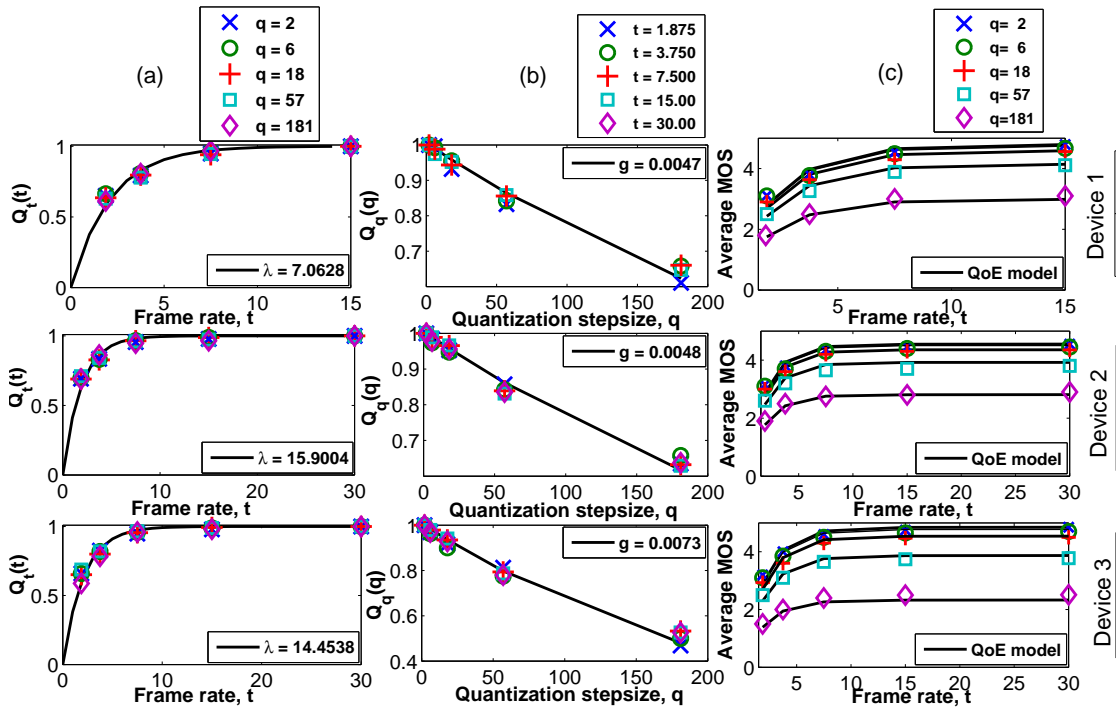 (a)
q = 2
q = 6
q = 18
q = 57
q = 181
(b)
t = 1.875
t = 3.750
t = 7.500
t = 15.00
t = 30.00
(c)
q= 2
q= 6
q= 18
q= 57
q=181
Q_t(t)
1
0.5
0
0 5 10 15
Frame rate, t
λ = 7.0628
Q_q(q)
1
0.9
0.8
0.7
0 50 100 150 200
Quantization stepsize, q
g = 0.0047
Average MOS
4
2
0
5 10 15
Frame rate, t
QoE model
Device 1
Q_t(t)
1
0.5
0
0 10 20 30
Frame rate, t
λ = 15.9004
Q_q(q)
1
0.9
0.8
0.7
0 50 100 150 200
Quantization stepsize, q
g = 0.0048
Average MOS
4
2
0
5 10 15 20 25 30
Frame rate, t
QoE model
Device 2
Q_t(t)
1
0.5
0
0 10 20 30
Frame rate, t
λ = 14.4538
Q_q(q)
1
0.8
0.6
0.4
0 50 100 150 200
Quantization stepsize, q
g = 0.0073
Average MOS
4
2
0
5 10 15 20 25 30
Frame rate, t
QoE model
Device 3